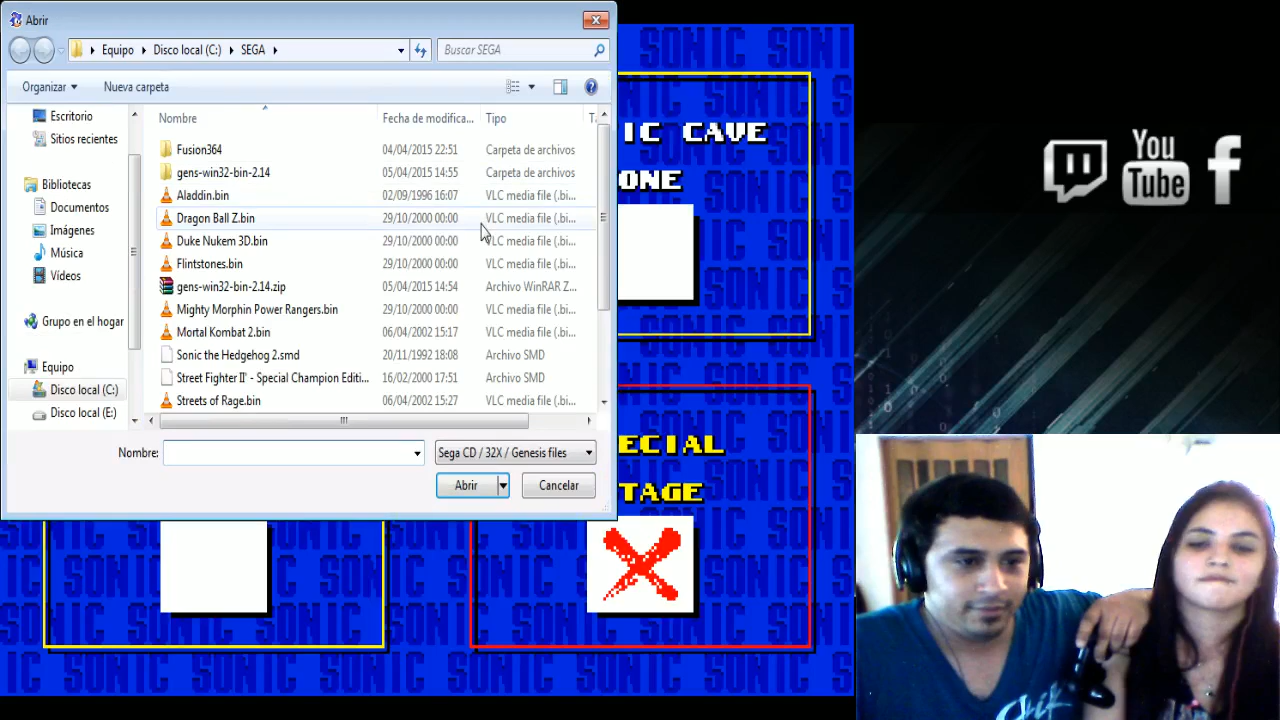 Abrir
Equipo Disco local (C:) SEGA
Buscar SEGA
Organizar
Nueva carpeta
Escritorio
Sitios recientes
Bibliotecas
Documentos
Imágenes
Música
Vídeos
Grupo en el hogar
Equipo
Disco local (C:)
Disco local (E:)
Nombre Fecha de modifica... Tipo
Fusion364 04/04/2015 22:51 Carpeta de archivos
gens-win32-bin-2.14 05/04/2015 14:55 Carpeta de archivos
Aladdin.bin 02/09/1996 16:07 VLC media file (.bi...
Dragon Ball Z.bin 29/10/2000 00:00 VLC media file (.bi...
Duke Nukem 3D.bin 29/10/2000 00:00 VLC media file (.bi...
Flintstones.bin 29/10/2000 00:00 VLC media file (.bi...
gens-win32-bin-2.14.zip 05/04/2015 14:54 Archivo WinRAR Z...
Mighty Morphin Power Rangers.bin 29/10/2000 00:00 VLC media file (.bi...
Mortal Kombat 2.bin 06/04/2002 15:17 VLC media file (.bi...
Sonic the Hedgehog 2.smd 20/11/1992 18:08 Archivo SMD
Street Fighter II' - Special Champion Editi... 16/02/2000 17:51 Archivo SMD
Streets of Rage.bin 06/04/2002 15:27 VLC media file (.bi...
Nombre:
Sega CD / 32X / Genesis files
Abrir
Cancelar
IC CAVE
ONE
ECIAL
TAGE
SONIC SONIC SONIC
You
Tube
f